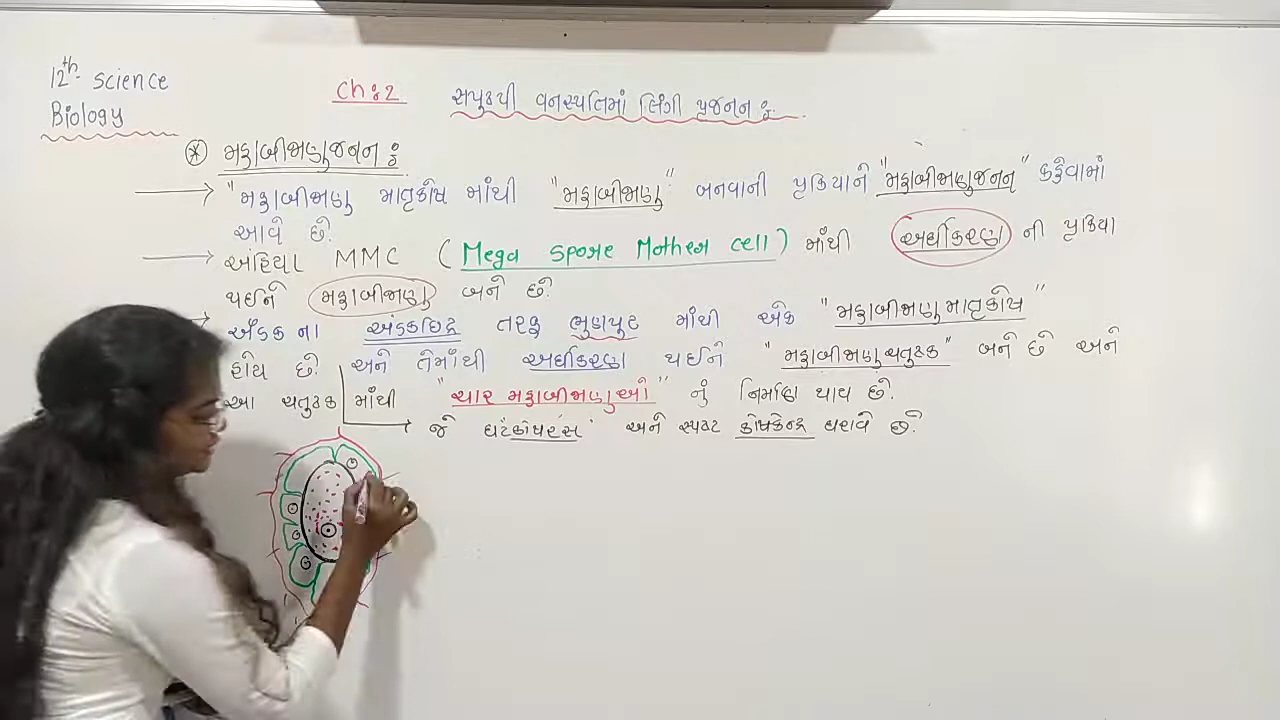 12th Science
Biology
Ch:2
સપુષ્પી વનસ્પતિમાં લિંગી પ્રજનન :
* મહાબીજાણુજનન :
→ "મહાબીજાણુ માતૃકોષ માંથી "મહાબીજાણુ" બનવાની પ્રક્રિયાને "મહાબીજાણુજનન" કહેવામાં
આવે છે.
→ અહિયા MMC (Mega spore Mother cell) માંથી અર્ધીકરણ ની પ્રક્રિયા
થઈને મહાબીજાણુ બને છે.
→ અંડકના અંડકછિદ્ર તરફ ભ્રુણપુટ માંથી એક "મહાબીજાણુમાતૃકોષ"
હોય છે. અને તેમાંથી અર્ધીકરણ થઈને "મહાબીજાણુચતુષ્ક" બને છે અને
આ ચતુષ્ક માંથી "ચાર મહાબીજાણુઓ" નું નિર્માણ થાય છે.
જે ઘટ્ટકોષરસ અને સ્પષ્ટ કોષકેન્દ્ર ધરાવે છે.